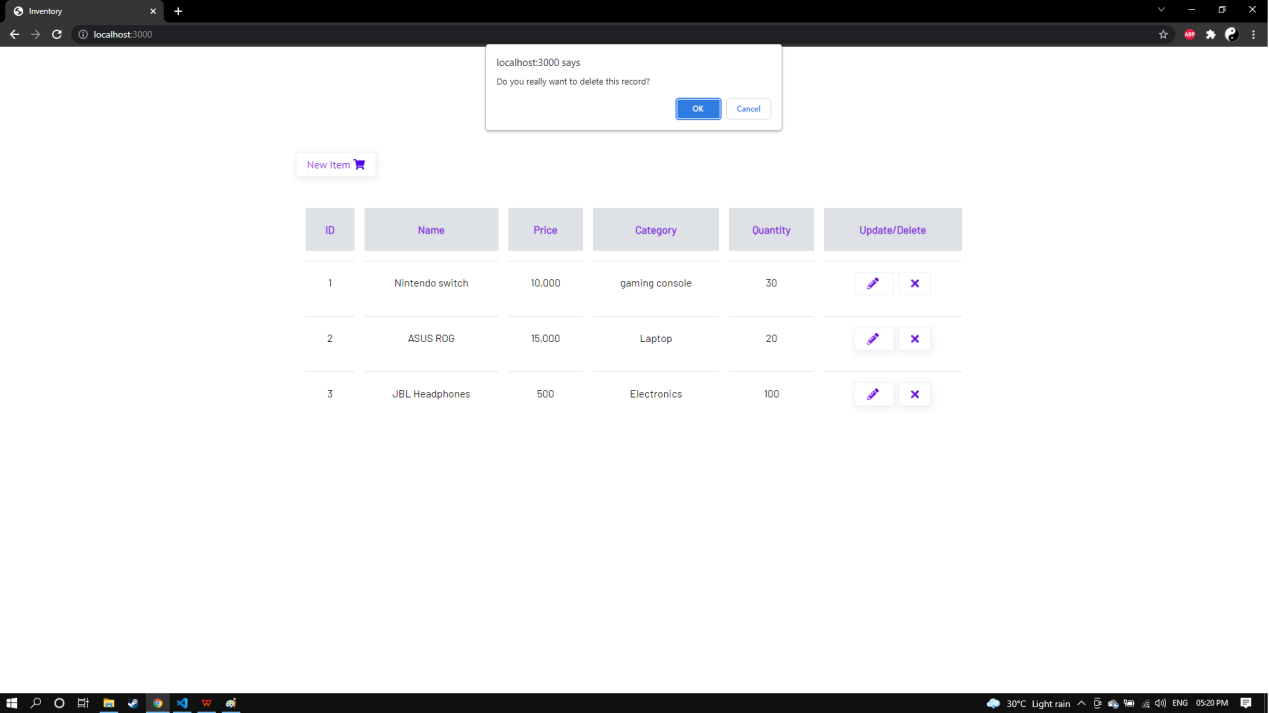 Inventory
localhost:3000
localhost:3000 says
Do you really want to delete this record?
OK Cancel
New Item
ID Name Price Category Quantity Update/Delete
1 Nintendo switch 10,000 gaming console 30
2 ASUS ROG 15,000 Laptop 20
3 JBL Headphones 500 Electronics 100
30°C Light rain ENG 05:20 PM